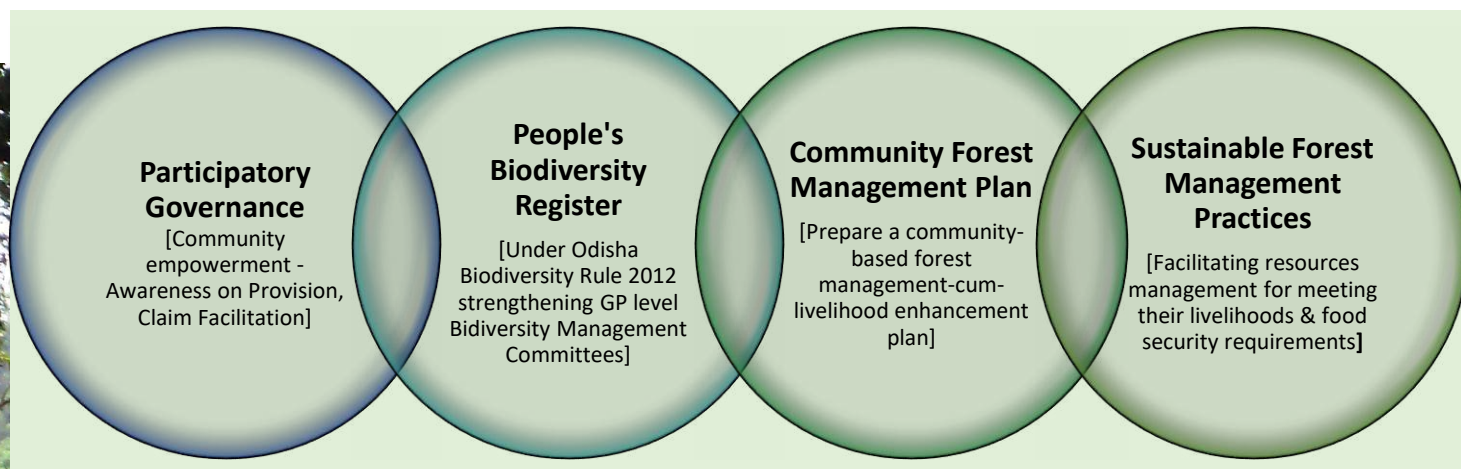 Participatory
Governance
[Community
empowerment -
Awareness on Provision,
Claim Facilitation]
People's
Biodiversity
Register
[Under Odisha
Biodiversity Rule 2012
strengthening GP level
Bidiversity Management
Committees]
Community Forest
Management Plan
[Prepare a community-
based forest
management-cum-
livelihood enhancement
plan]
Sustainable Forest
Management
Practices
[Facilitating resources
management for meeting
their livelihoods & food
security requirements]